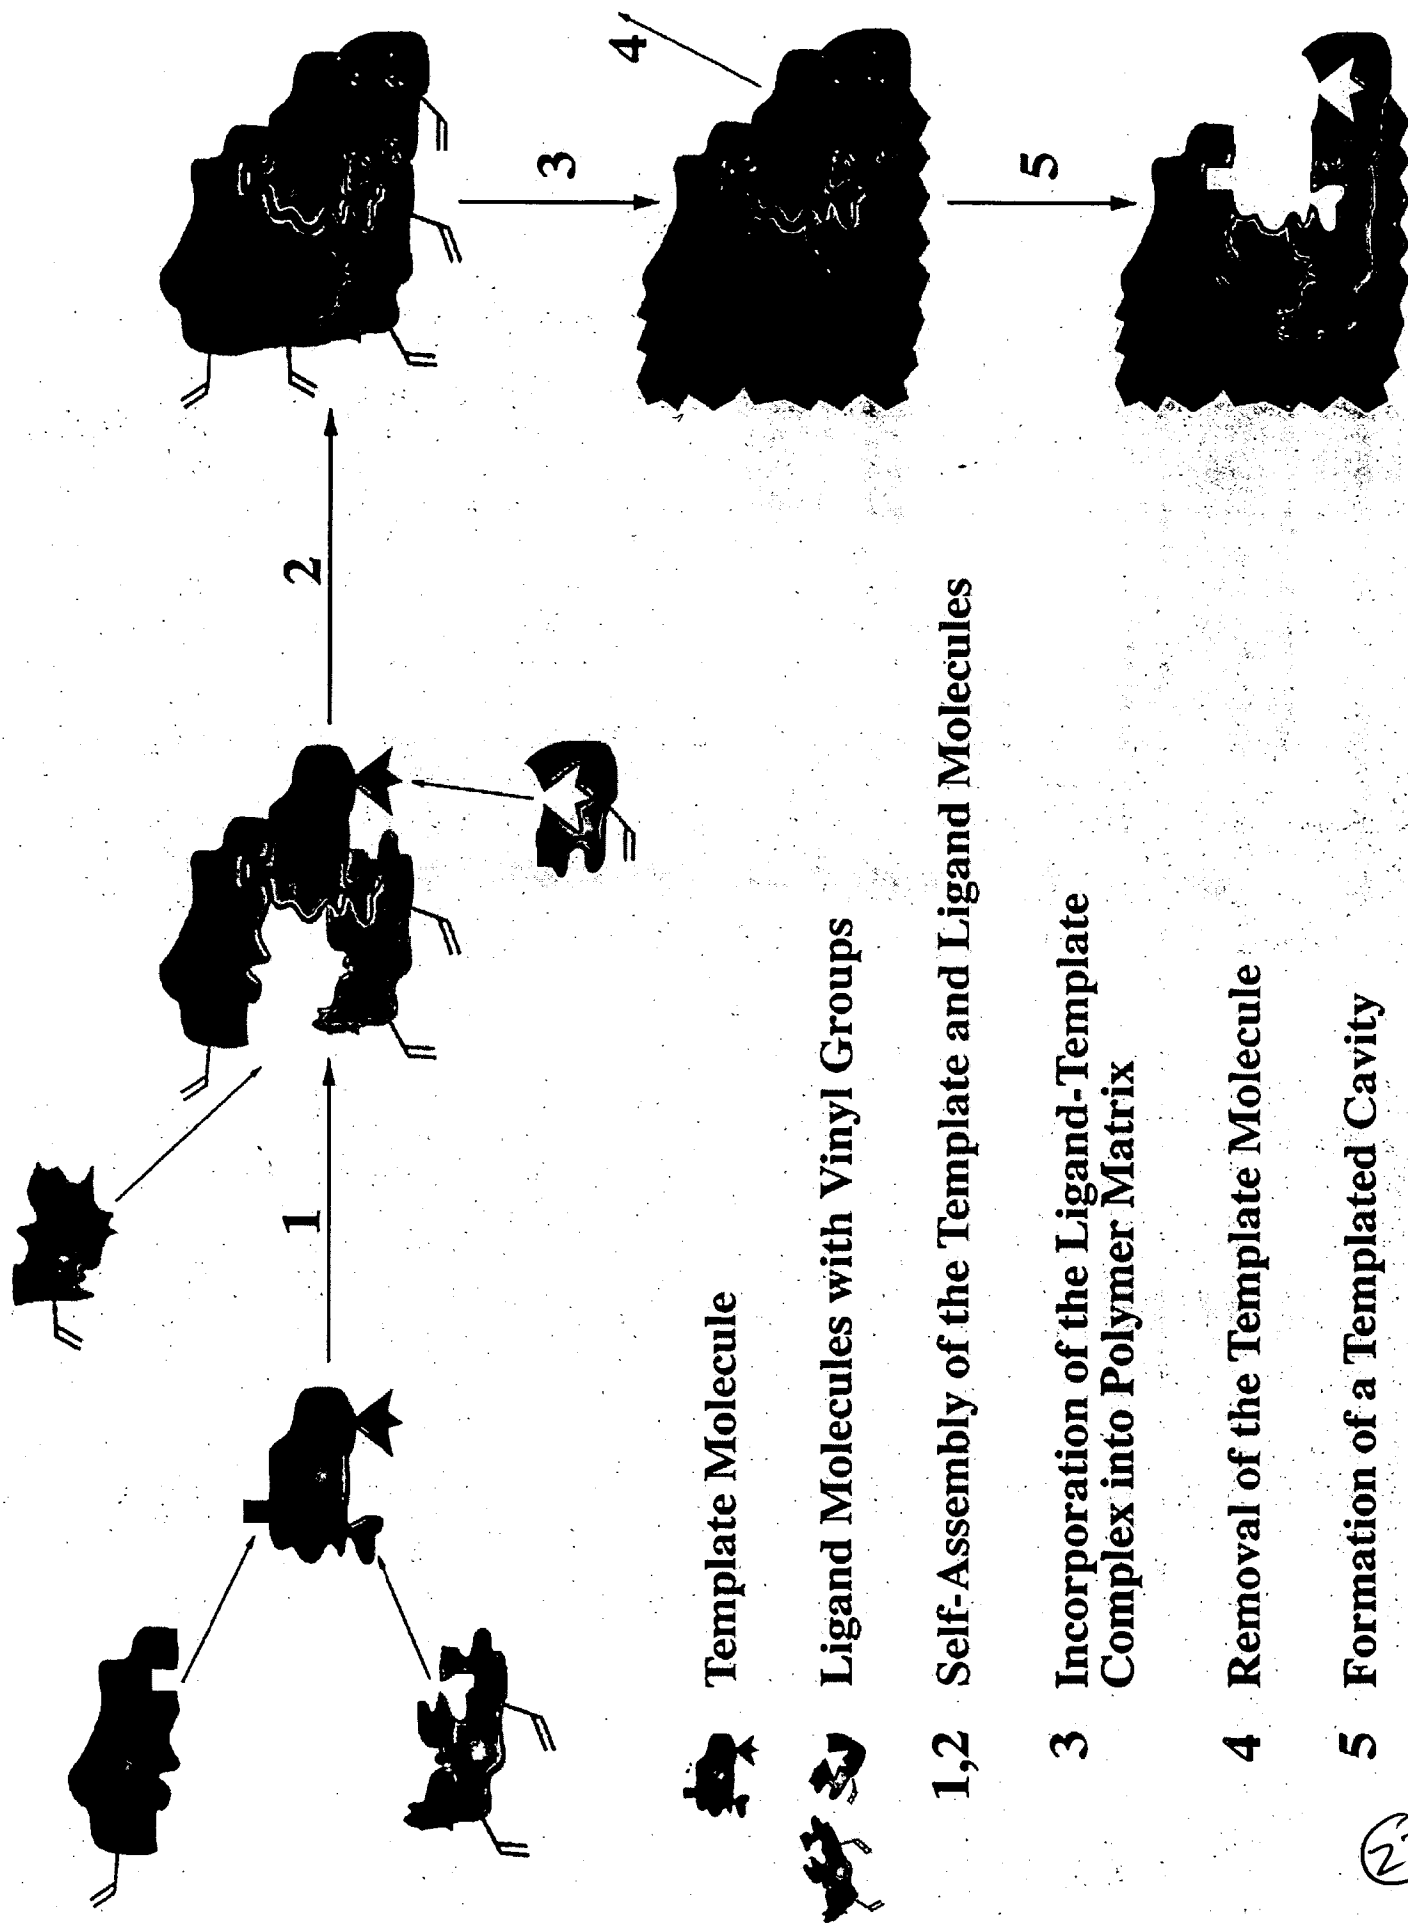 1
2
3
4
5
Template Molecule
Ligand Molecules with Vinyl Groups
1,2 Self-Assembly of the Template and Ligand Molecules
3 Incorporation of the Ligand-Template
Complex into Polymer Matrix
4 Removal of the Template Molecule
5 Formation of a Templated Cavity